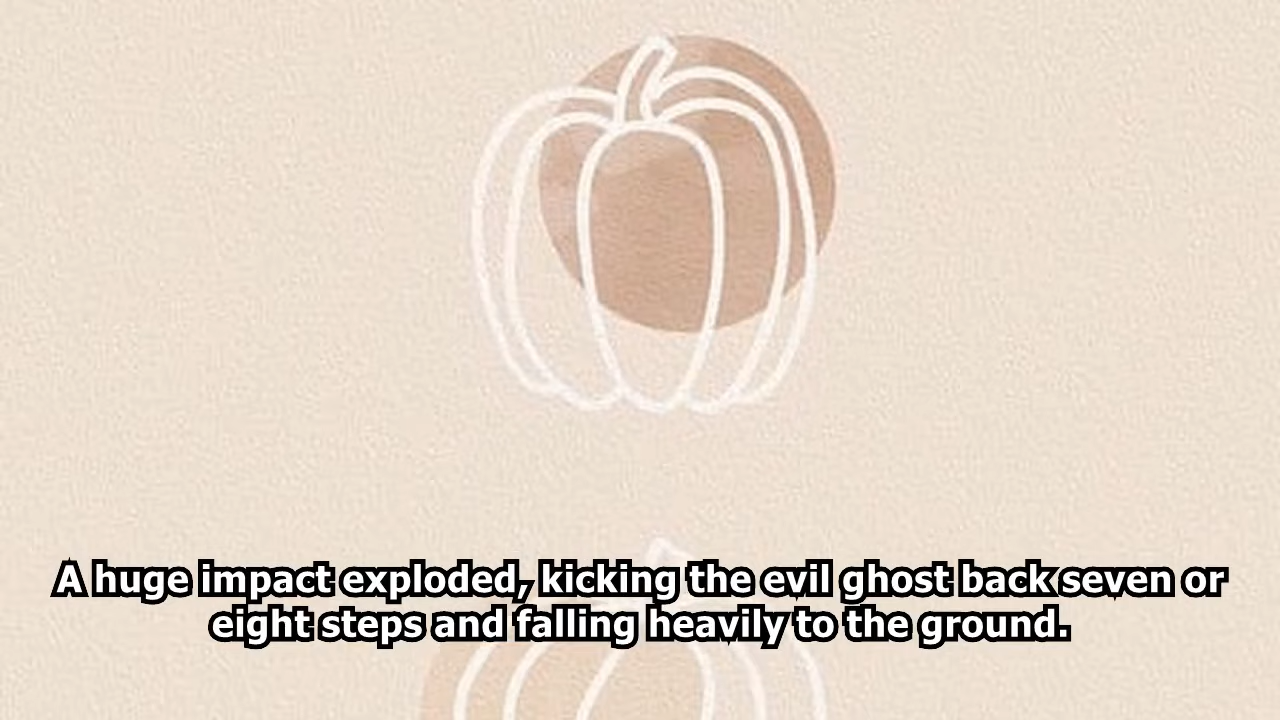 A huge impact exploded, kicking the evil ghost back seven or
eight steps and falling heavily to the ground.